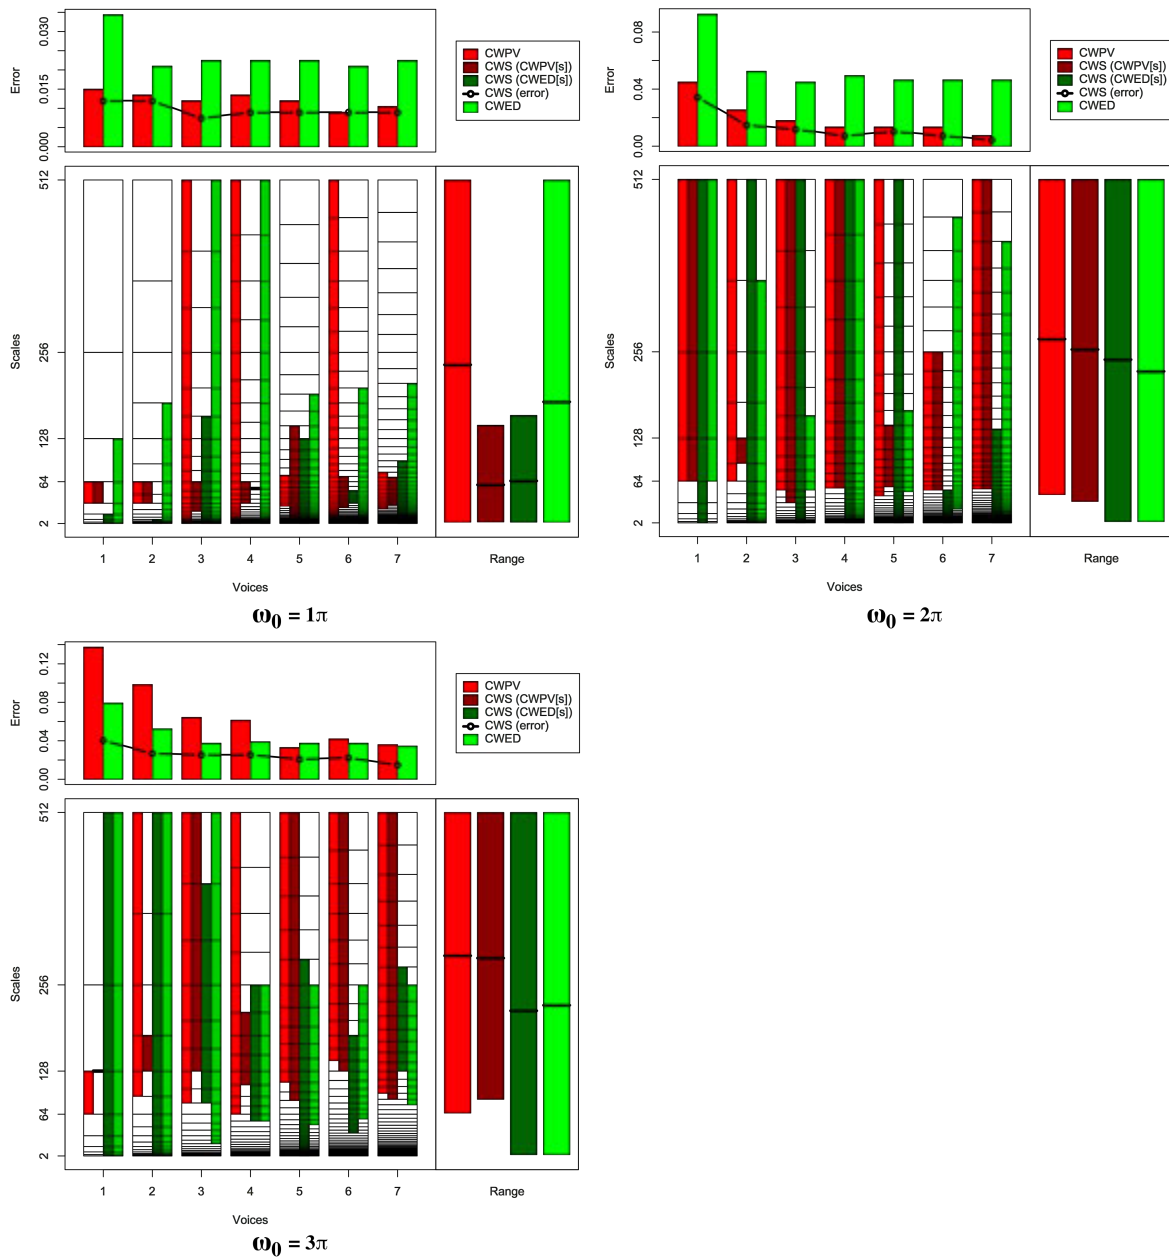 Error
0.000
0.015
0.030
CWPV
CWS (CWPV[s])
CWS (CWED[s])
CWS (error)
CWED
Scales
512
256
128
64
2
1 2 3 4 5 6 7
Range
Voices
ω0 = 1π
Error
0.00
0.04
0.08
CWPV
CWS (CWPV[s])
CWS (CWED[s])
CWS (error)
CWED
Scales
512
256
128
64
2
1 2 3 4 5 6 7
Range
Voices
ω0 = 2π
Error
0.00
0.04
0.08
0.12
CWPV
CWS (CWPV[s])
CWS (CWED[s])
CWS (error)
CWED
Scales
512
256
128
64
2
1 2 3 4 5 6 7
Range
Voices
ω0 = 3π